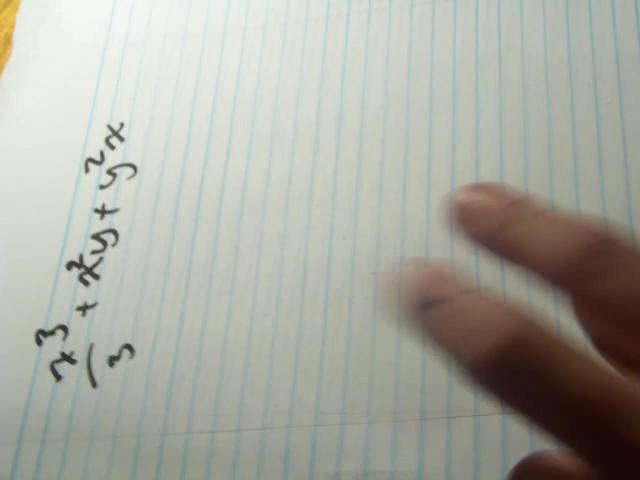 x³/3 + x²y + y²x